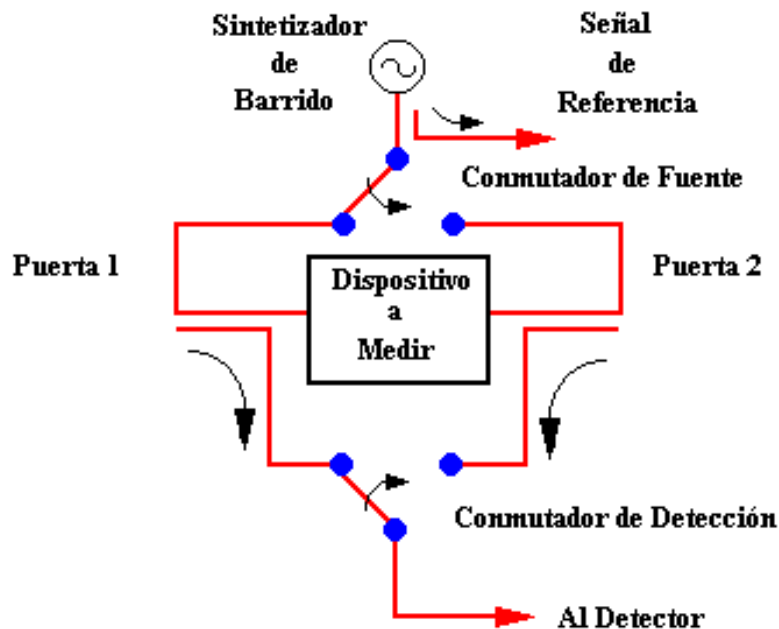 Sintetizador
de
Barrido
Señal
de
Referencia
Conmutador de Fuente
Puerta 1
Puerta 2
Dispositivo
a
Medir
Conmutador de Detección
Al Detector